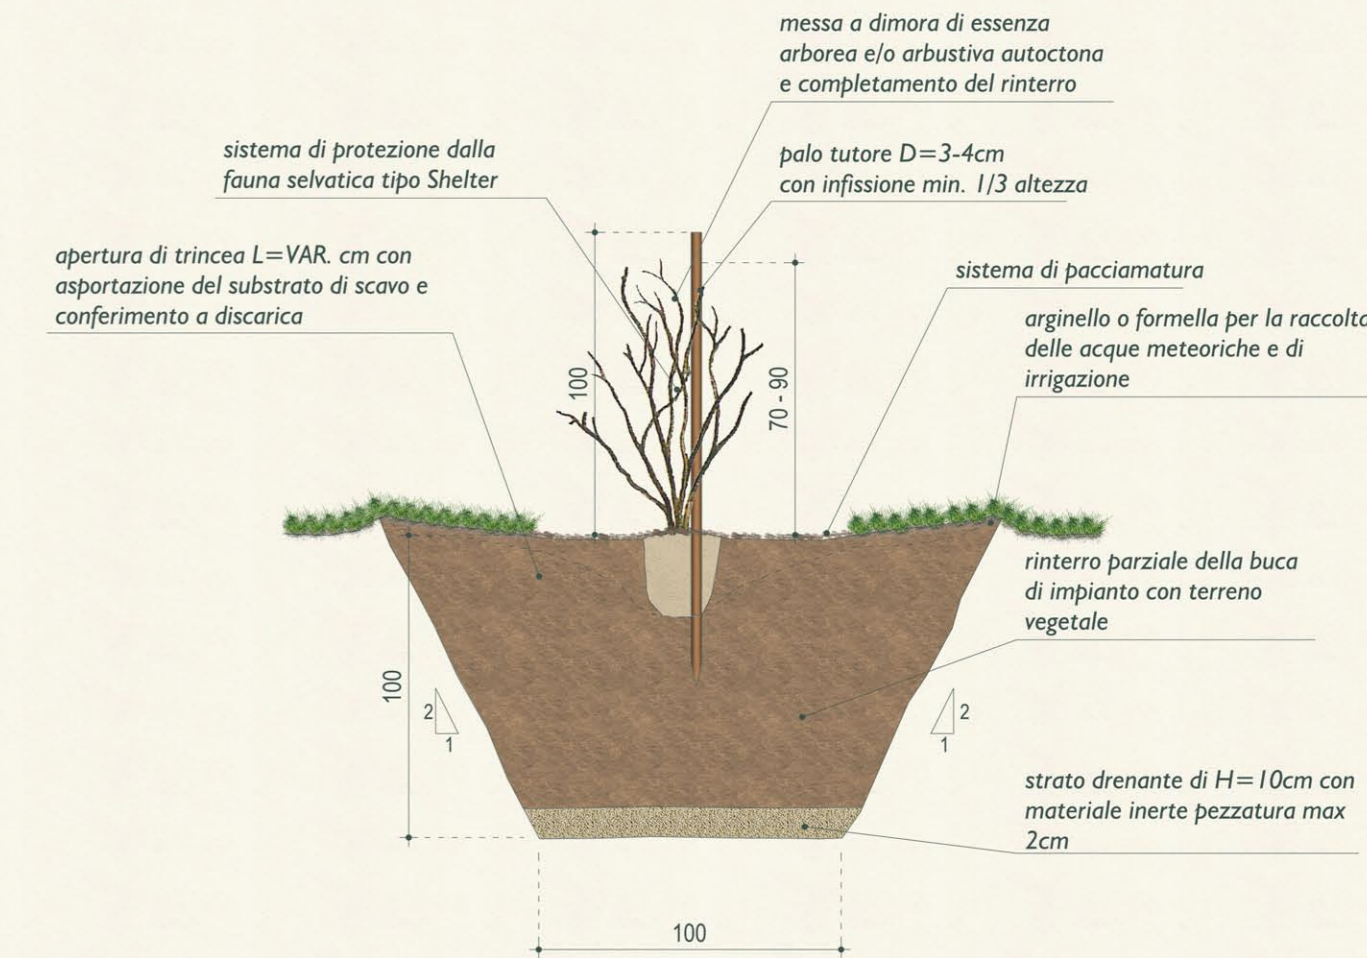 messa a dimora di essenza
arborea e/o arbustiva autoctona
e completamento del rinterro
sistema di protezione dalla
fauna selvatica tipo Shelter
palo tutore D=3-4cm
con infissione min. 1/3 altezza
apertura di trincea L=VAR. cm con
asportazione del substrato di scavo e
conferimento a discarica
sistema di pacciamatura
arginello o formella per la raccolta
delle acque meteoriche e di
irrigazione
100
70 - 90
rinterro parziale della buca
di impianto con terreno
vegetale
100
2
1
2
1
strato drenante di H=10cm con
materiale inerte pezzatura max
2cm
100